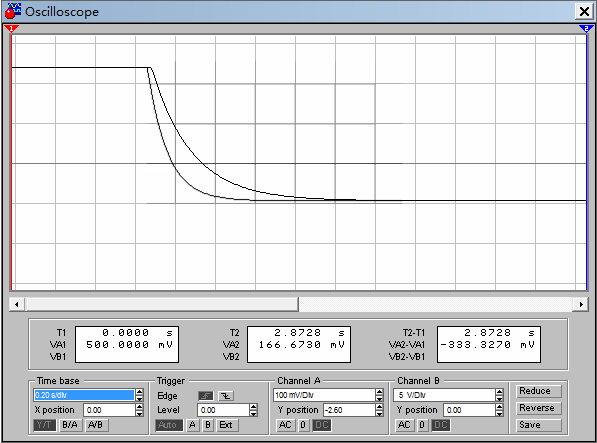 Oscilloscope
1 2
T1 0.0000 s T2 2.8728 s T2-T1 2.8728 s
VA1 500.0000 mV VA2 166.6730 mV VA2-VA1 -333.3270 mV
VB1 VB2 VB2-VB1
Time base Trigger Channel A Channel B
0.20 s/div Edge 100 mV/Div 5 V/Div Reduce
X position 0.00 Level 0.00 Y position -2.60 Y position 0.00 Reverse
Y/T B/A A/B Auto A B Ext AC 0 DC AC 0 DC Save